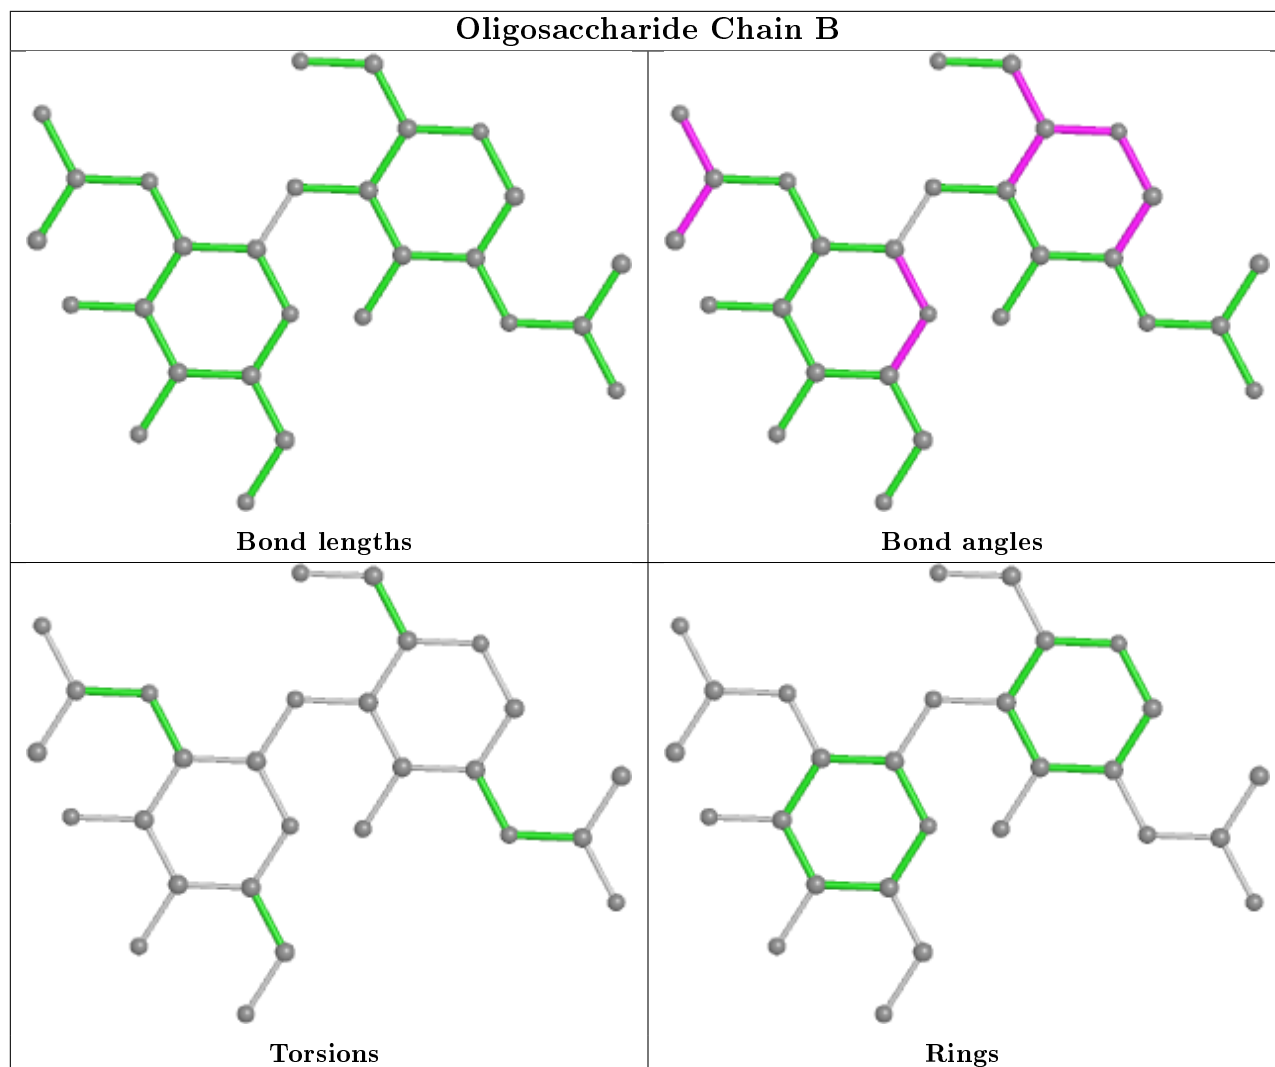 Oligosaccharide Chain B
Bond lengths
Bond angles
Torsions
Rings